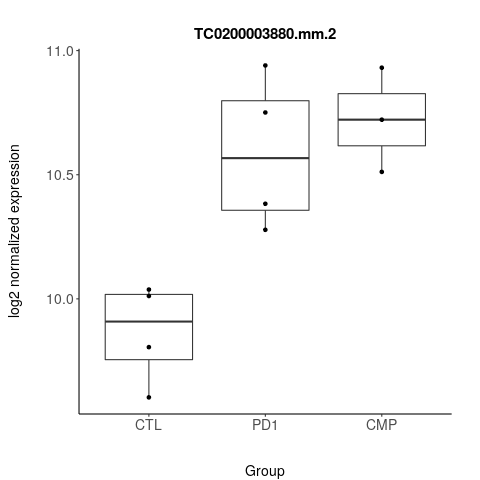 TC0200003880.mm.2
log2 normalized expression
11.0
10.5
10.0
CTL
PD1
CMP
Group